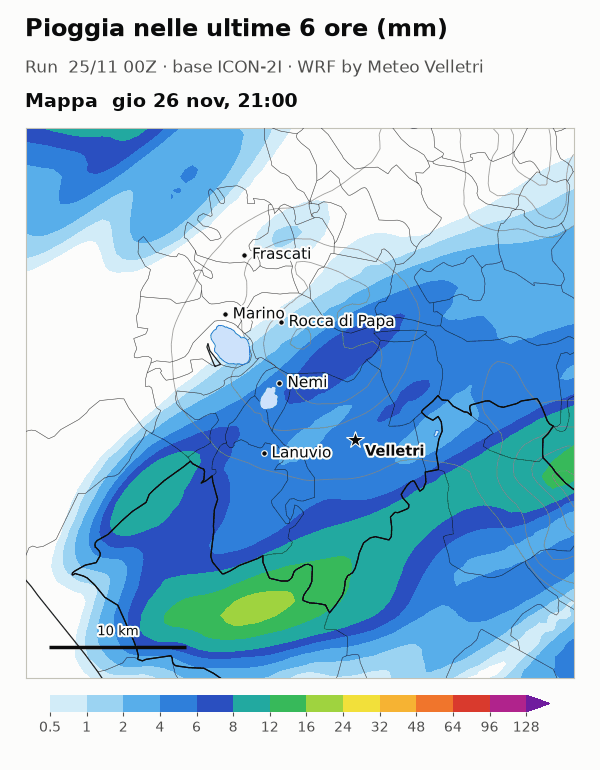 Pioggia nelle ultime 6 ore (mm)
Run 25/11 00Z · base ICON-2I · WRF by Meteo Velletri
Mappa gio 26 nov, 21:00
Frascati
Marino
Rocca di Papa
Nemi
Velletri
Lanuvio
10 km
0.5 1 2 4 6 8 12 16 24 32 48 64 96 128